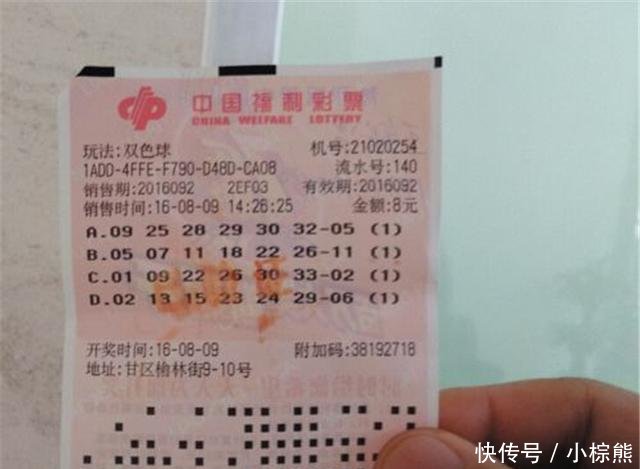 中国福利彩票
CHINA WELFARE LOTTERY
玩法:双色球 机号:21020254
1ADD-4FFE-F790-D48D-CA08 流水号:140
销售期:2016092 2EF03 有效期:2016092
销售时间:16-08-09 14:26:25 金额:8元
A.09 25 28 29 30 32-05 (1)
B.05 07 11 18 22 26-11 (1)
C.01 09 22 26 30 33-02 (1)
D.02 13 15 23 24 29-06 (1)
开奖时间:16-08-09 附加码:38192718
地址:甘区榆林街9-10号
快传号／小棕熊